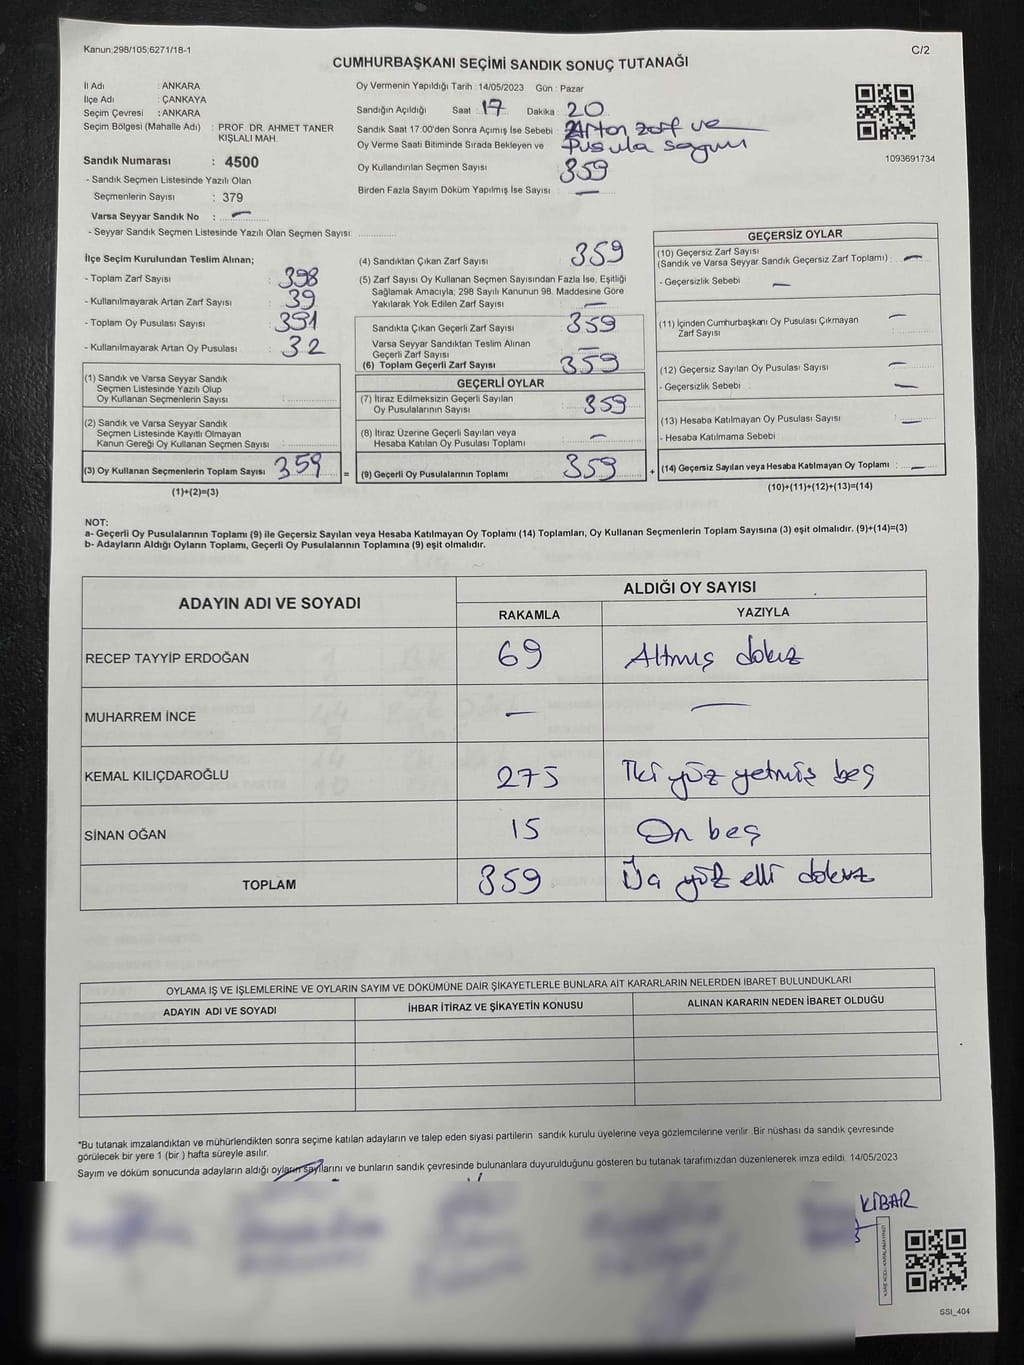 Kanun;298/105,6271/18-1
C/2
CUMHURBAŞKANI SEÇİMİ SANDIK SONUÇ TUTANAĞI
İl Adı : ANKARA
İlçe Adı : ÇANKAYA
Seçim Çevresi : ANKARA
Seçim Bölgesi (Mahalle Adı) : PROF. DR. AHMET TANER KIŞLALI MAH.
Sandık Numarası : 4500
- Sandık Seçmen Listesinde Yazılı Olan
Seçmenlerin Sayısı : 379
Varsa Seyyar Sandık No : —
- Seyyar Sandık Seçmen Listesinde Yazılı Olan Seçmen Sayısı:
Oy Vermenin Yapıldığı Tarih : 14/05/2023 Gün : Pazar
Sandığın Açıldığı Saat : 17 Dakika : 20
Sandık Saat 17:00'den Sonra Açımış İse Sebebi : Artan zarf ve
Oy Verme Saati Bitiminde Sırada Bekleyen ve pusula sayımı
Oy Kullandırılan Seçmen Sayısı : 359
Birden Fazla Sayım Döküm Yapılmış İse Sayısı : —
1093691734
İlçe Seçim Kurulundan Teslim Alınan;
- Toplam Zarf Sayısı : 398
- Kullanılmayarak Artan Zarf Sayısı : 39
- Toplam Oy Pusulası Sayısı : 391
- Kullanılmayarak Artan Oy Pusulası : 32
(1) Sandık ve Varsa Seyyar Sandık
Seçmen Listesinde Yazılı Olup
Oy Kullanan Seçmenlerin Sayısı :
(2) Sandık ve Varsa Seyyar Sandık
Seçmen Listesinde Kayıtlı Olmayan
Kanun Gereği Oy Kullanan Seçmen Sayısı :
(3) Oy Kullanan Seçmenlerin Toplam Sayısı : 359 =
(1)+(2)=(3)
(4) Sandıktan Çıkan Zarf Sayısı 359
(5) Zarf Sayısı Oy Kullanan Seçmen Sayısından Fazla İse, Eşitliği
Sağlamak Amacıyla, 298 Sayılı Kanunun 98. Maddesine Göre
Yakılarak Yok Edilen Zarf Sayısı : —
Sandıkta Çıkan Geçerli Zarf Sayısı : 359
Varsa Seyyar Sandıktan Teslim Alınan
Geçerli Zarf Sayısı : —
(6) Toplam Geçerli Zarf Sayısı : 359
GEÇERLİ OYLAR
(7) İtiraz Edilmeksizin Geçerli Sayılan
Oy Pusulalarının Sayısı : 359
(8) İtiraz Üzerine Geçerli Sayılan veya
Hesaba Katılan Oy Pusulası Toplamı : —
(9) Geçerli Oy Pusulalarının Toplamı : 359 +
GEÇERSİZ OYLAR
(10) Geçersiz Zarf Sayısı
(Sandık ve Varsa Seyyar Sandık Geçersiz Zarf Toplamı) : —
- Geçersizlik Sebebi : —
(11) İçinden Cumhurbaşkanı Oy Pusulası Çıkmayan
Zarf Sayısı : —
(12) Geçersiz Sayılan Oy Pusulası Sayısı : —
- Geçersizlik Sebebi : —
(13) Hesaba Katılmayan Oy Pusulası Sayısı : —
- Hesaba Katılmama Sebebi :
(14) Geçersiz Sayılan veya Hesaba Katılmayan Oy Toplamı : —
(10)+(11)+(12)+(13)=(14)
NOT:
a- Geçerli Oy Pusulalarının Toplamı (9) ile Geçersiz Sayılan veya Hesaba Katılmayan Oy Toplamı (14) Toplamları, Oy Kullanan Seçmenlerin Toplam Sayısına (3) eşit olmalıdır. (9)+(14)=(3)
b- Adayların Aldığı Oyların Toplamı, Geçerli Oy Pusulalarının Toplamına (9) eşit olmalıdır.
ADAYIN ADI VE SOYADI
ALDIĞI OY SAYISI
RAKAMLA YAZIYLA
RECEP TAYYİP ERDOĞAN 69 Altmış dokuz
MUHARREM İNCE — —
KEMAL KILIÇDAROĞLU 275 İki yüz yetmiş beş
SİNAN OĞAN 15 On beş
TOPLAM 359 Üç yüz elli dokuz
OYLAMA İŞ VE İŞLEMLERİNE VE OYLARIN SAYIM VE DÖKÜMÜNE DAİR ŞİKAYETLERLE BUNLARA AİT KARARLARIN NELERDEN İBARET BULUNDUKLARI
ADAYIN ADI VE SOYADI İHBAR İTİRAZ VE ŞİKAYETİN KONUSU ALINAN KARARIN NEDEN İBARET OLDUĞU
*Bu tutanak imzalandıktan ve mühürlendikten sonra seçime katılan adayların ve talep eden siyasi partilerin sandık kurulu üyelerine veya gözlemcilerine verilir. Bir nüshası da sandık çevresinde
görülecek bir yere 1 (bir ) hafta süreyle asılır.
Sayım ve döküm sonucunda adayların aldığı oyların sayılarını ve bunların sandık çevresinde bulunanlara duyurulduğunu gösteren bu tutanak tarafımızdan düzenlenerek imza edildi. 14/05/2023
KİBAR
KARE KODU KARALAMAYINIZ!
SSI_404